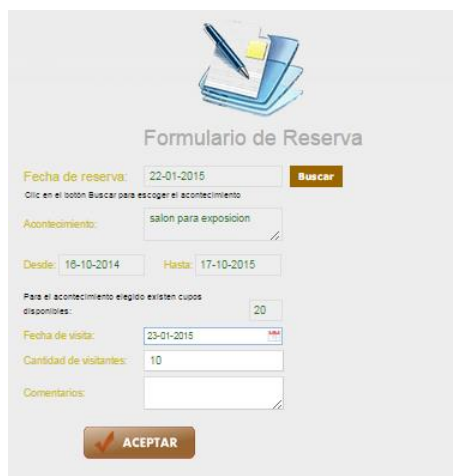 Formulario de Reserva
Fecha de reserva: 22-01-2015 Buscar
Clic en el botón Buscar para escoger el acontecimiento
Acontecimiento: salon para exposicion
Desde: 16-10-2014 Hasta: 17-10-2015
Para el acontecimiento elegido existen cupos
disponibles: 20
Fecha de visita: 23-01-2015
Cantidad de visitantes: 10
Comentarios:
ACEPTAR